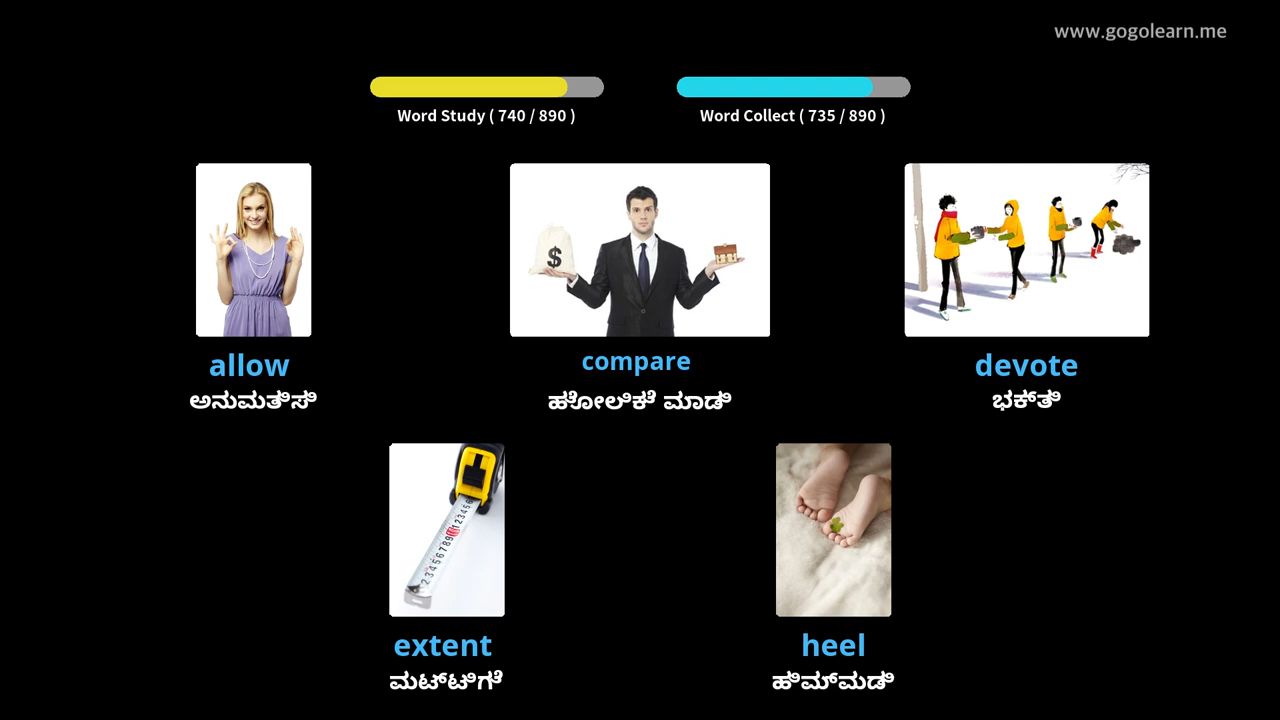 www.gogolearn.me
Word Study ( 740 / 890 )
Word Collect ( 735 / 890 )
allow
ಅನುಮತಿಸಿ
compare
ಹೋಲಿಕೆ ಮಾಡಿ
devote
ಭಕ್ತಿ
extent
ಮಟ್ಟಿಗೆ
heel
ಹಿಮ್ಮಡಿ